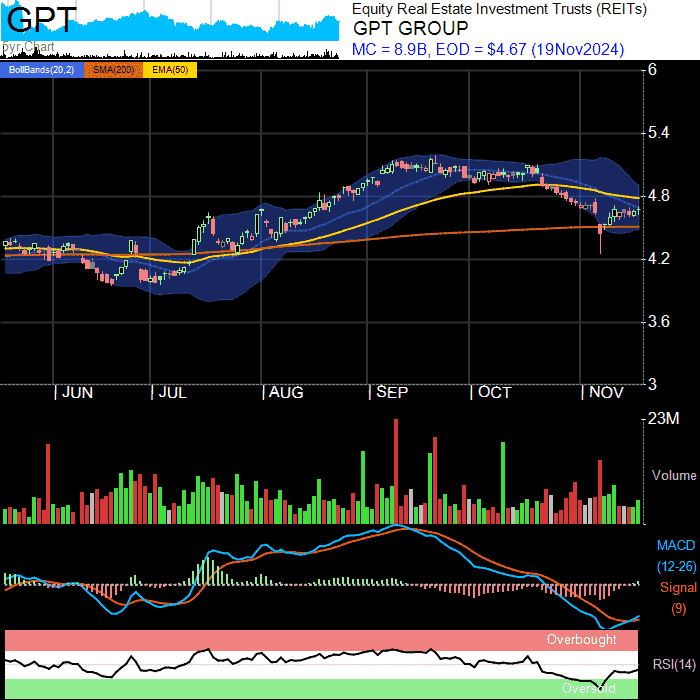 GPT
pyr Chart
Equity Real Estate Investment Trusts (REITs)
GPT GROUP
MC = 8.9B, EOD = $4.67 (19Nov2024)
BollBands(20,2) SMA(200) EMA(50)
6
5.4
4.8
4.2
3.6
3
JUN JUL AUG SEP OCT NOV
23M
Volume
MACD
(12-26)
Signal
(9)
Overbought
RSI(14)
Oversold